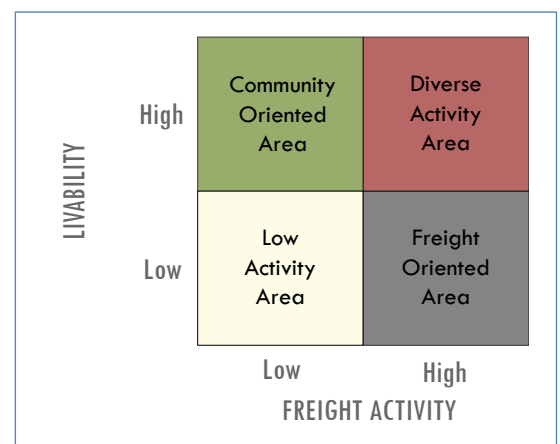 Community
Oriented
Area
Diverse
Activity
Area
High
LIVABILITY
Low
Activity
Area
Freight
Oriented
Area
Low
Low
High
FREIGHT ACTIVITY